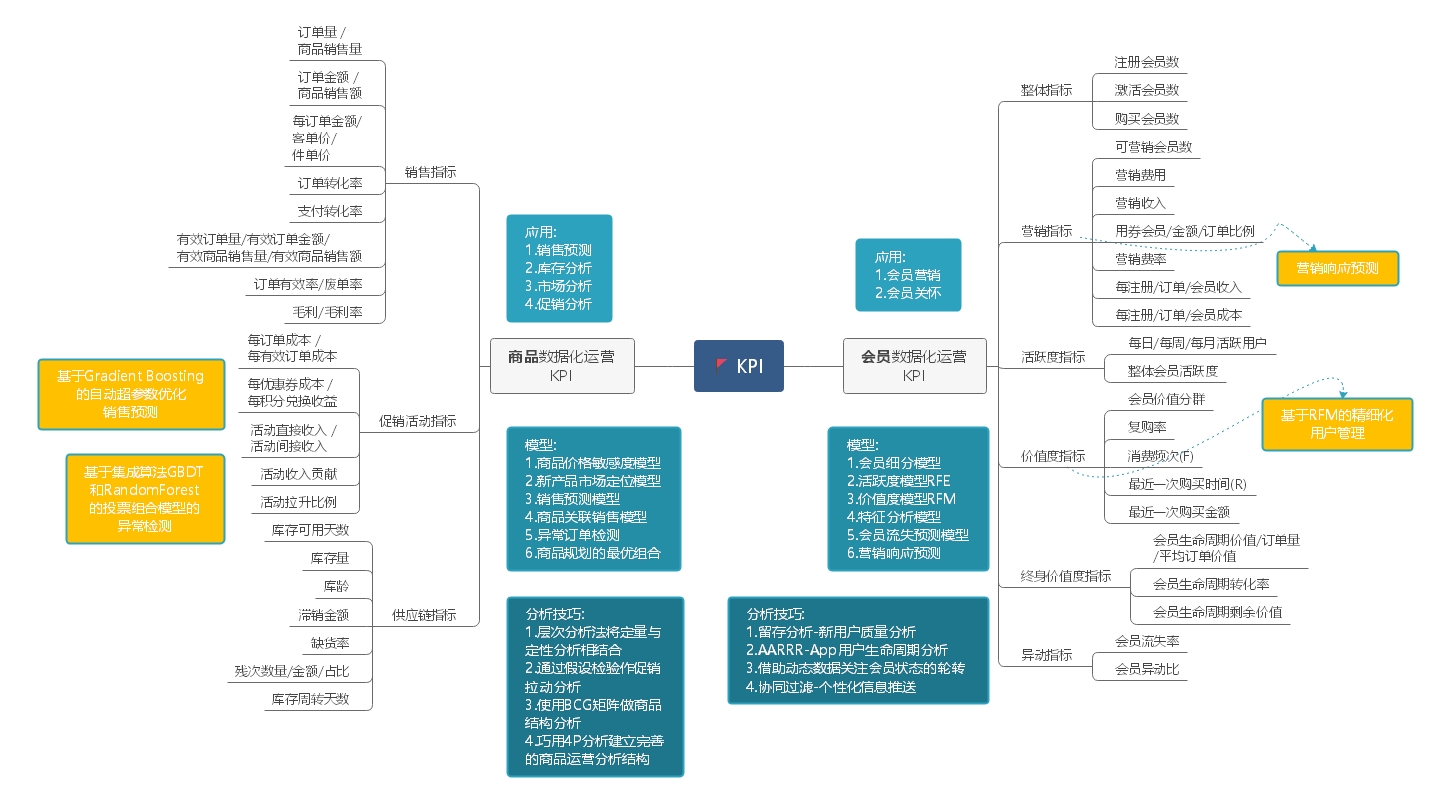 订单量 /
商品销售量
订单金额 /
商品销售额
每订单金额/
客单价/
件单价
订单转化率
支付转化率
有效订单量/有效订单金额/
有效商品销售量/有效商品销售额
订单有效率/废单率
毛利/毛利率
销售指标
每订单成本 /
每有效订单成本
每优惠券成本 /
每积分兑换收益
活动直接收入 /
活动间接收入
活动收入贡献
活动拉升比例
促销活动指标
库存可用天数
库存量
库龄
滞销金额
缺货率
残次数量/金额/占比
库存周转天数
供应链指标
基于Gradient Boosting
的自动超参数优化
销售预测
基于集成算法GBDT
和RandomForest
的投票组合模型的
异常检测
应用:
1.销售预测
2.库存分析
3.市场分析
4.促销分析
商品数据化运营
KPI
模型:
1.商品价格敏感度模型
2.新产品市场定位模型
3.销售预测模型
4.商品关联销售模型
5.异常订单检测
6.商品规划的最优组合
分析技巧:
1.层次分析法将定量与
定性分析相结合
2.通过假设检验作促销
拉动分析
3.使用BCG矩阵做商品
结构分析
4.巧用4P分析建立完善
的商品运营分析结构
KPI
应用:
1.会员营销
2.会员关怀
会员数据化运营
KPI
模型:
1.会员细分模型
2.活跃度模型RFE
3.价值度模型RFM
4.特征分析模型
5.会员流失预测模型
6.营销响应预测
分析技巧:
1.留存分析-新用户质量分析
2.AARRR-App用户生命周期分析
3.借助动态数据关注会员状态的轮转
4.协同过滤-个性化信息推送
整体指标
注册会员数
激活会员数
购买会员数
营销指标
可营销会员数
营销费用
营销收入
用券会员/金额/订单比例
营销费率
每注册/订单/会员收入
每注册/订单/会员成本
营销响应预测
活跃度指标
每日/每周/每月活跃用户
整体会员活跃度
价值度指标
会员价值分群
复购率
消费频次(F)
最近一次购买时间(R)
最近一次购买金额
基于RFM的精细化
用户管理
终身价值度指标
会员生命周期价值/订单量
/平均订单价值
会员生命周期转化率
会员生命周期剩余价值
异动指标
会员流失率
会员异动比